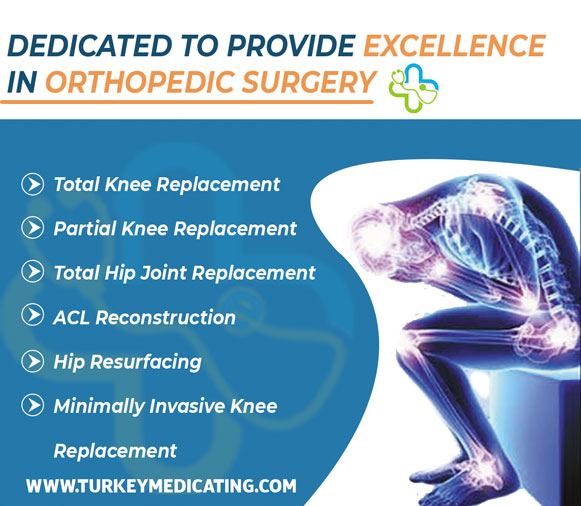 DEDICATED TO PROVIDE EXCELLENCE
IN ORTHOPEDIC SURGERY
Total Knee Replacement
Partial Knee Replacement
Total Hip Joint Replacement
ACL Reconstruction
Hip Resurfacing
Minimally Invasive Knee
Replacement
WWW.TURKEYMEDICATING.COM